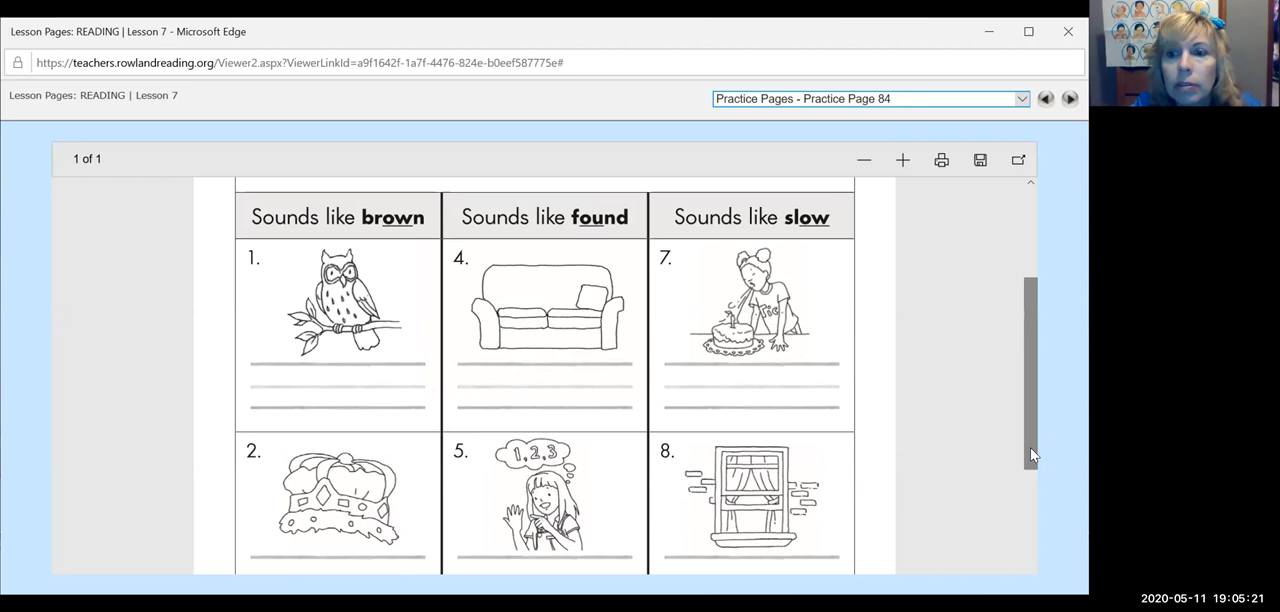 Lesson Pages: READING | Lesson 7 - Microsoft Edge
https://teachers.rowlandreading.org/Viewer2.aspx?ViewerLinkId=a9f1642f-1a7f-4476-824e-b0eef587775e#
Lesson Pages: READING | Lesson 7
Practice Pages - Practice Page 84
1 of 1
Sounds like brown
Sounds like found
Sounds like slow
1.
4.
7.
2.
5.
1, 2, 3
8.
2020-05-11 19:05:21